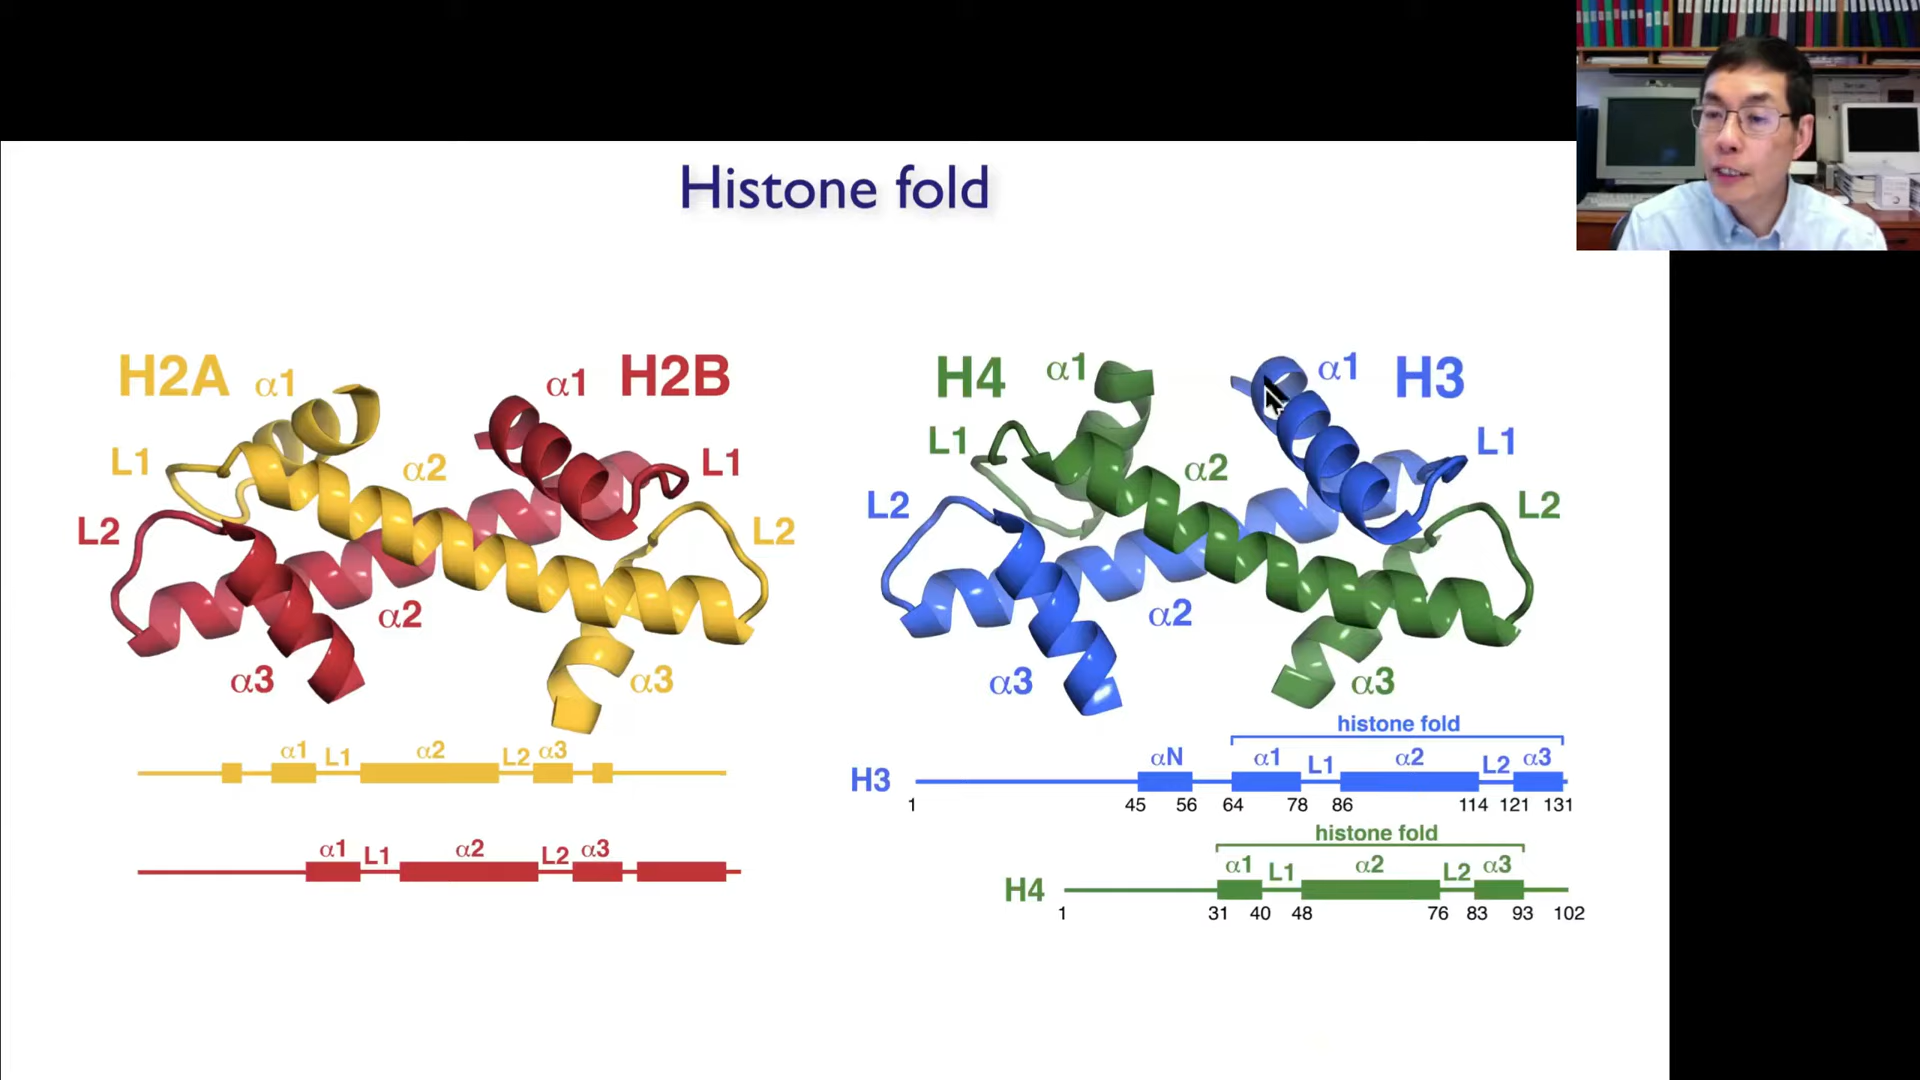 Histone fold
H2A α1 α1 H2B
L1 α2 L1
L2 L2
α2
α3 α3
H4 α1 α1 H3
L1 α2 L1
L2 L2
α2
α3 α3
α1 L1 α2 L2 α3
α1 L1 α2 L2 α3
histone fold
αN α1 L1 α2 L2 α3
H3
1 45 56 64 78 86 114 121 131
histone fold
α1 L1 α2 L2 α3
H4
1 31 40 48 76 83 93 102